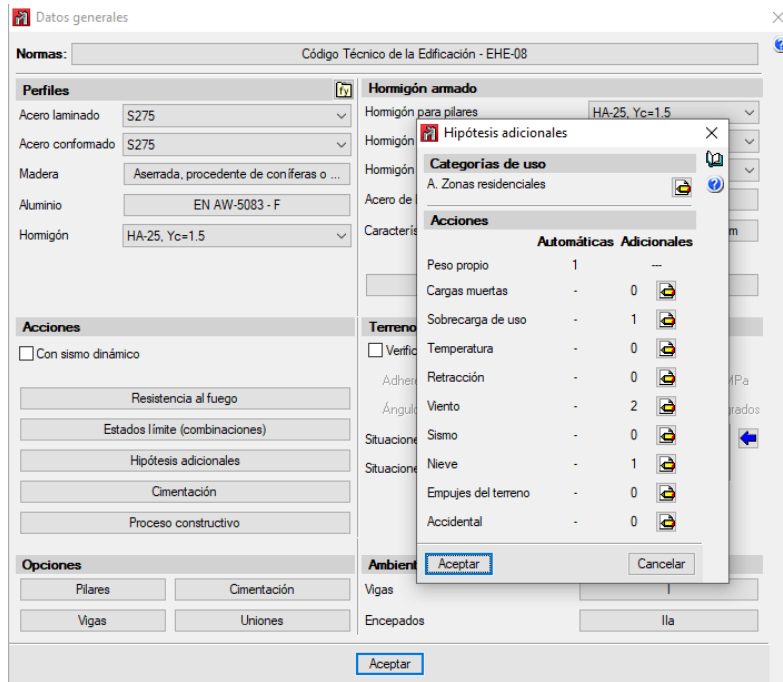 Datos generales
Normas: Código Técnico de la Edificación - EHE-08
Perfiles
Acero laminado S275
Acero conformado S275
Madera Aserrada, procedente de coníferas o ...
Aluminio EN AW-5083 - F
Hormigón HA-25, Yc=1.5
Hormigón armado
Hormigón para pilares HA-25, Yc=1.5
Hormigón
Hormigón
Acero de
Caracterís m
Acciones
Con sismo dinámico
Resistencia al fuego
Estados límite (combinaciones)
Hipótesis adicionales
Cimentación
Proceso constructivo
Terreno
Verific
Adher MPa
Ángulo grados
Situacione
Situacione
Opciones
Pilares Cimentación
Vigas Uniones
Ambient
Vigas I
Encepados IIa
Aceptar
Hipótesis adicionales
Categorías de uso
A. Zonas residenciales
Acciones
Automáticas Adicionales
Peso propio 1 ---
Cargas muertas - 0
Sobrecarga de uso - 1
Temperatura - 0
Retracción - 0
Viento - 2
Sismo - 0
Nieve - 1
Empujes del terreno - 0
Accidental - 0
Aceptar Cancelar